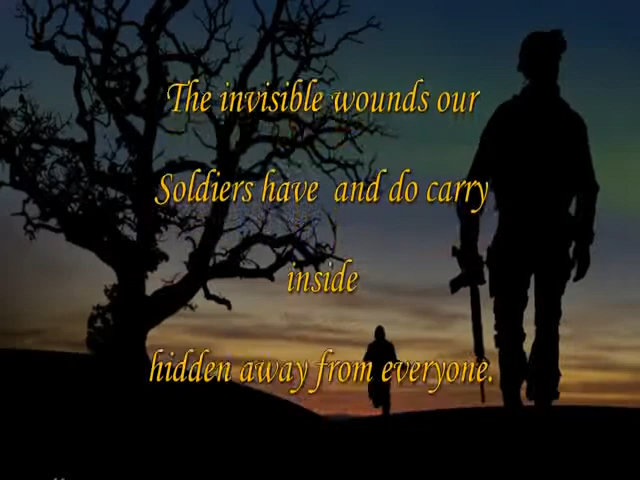 The invisible wounds our
Soldiers have and do carry
inside
hidden away from everyone.